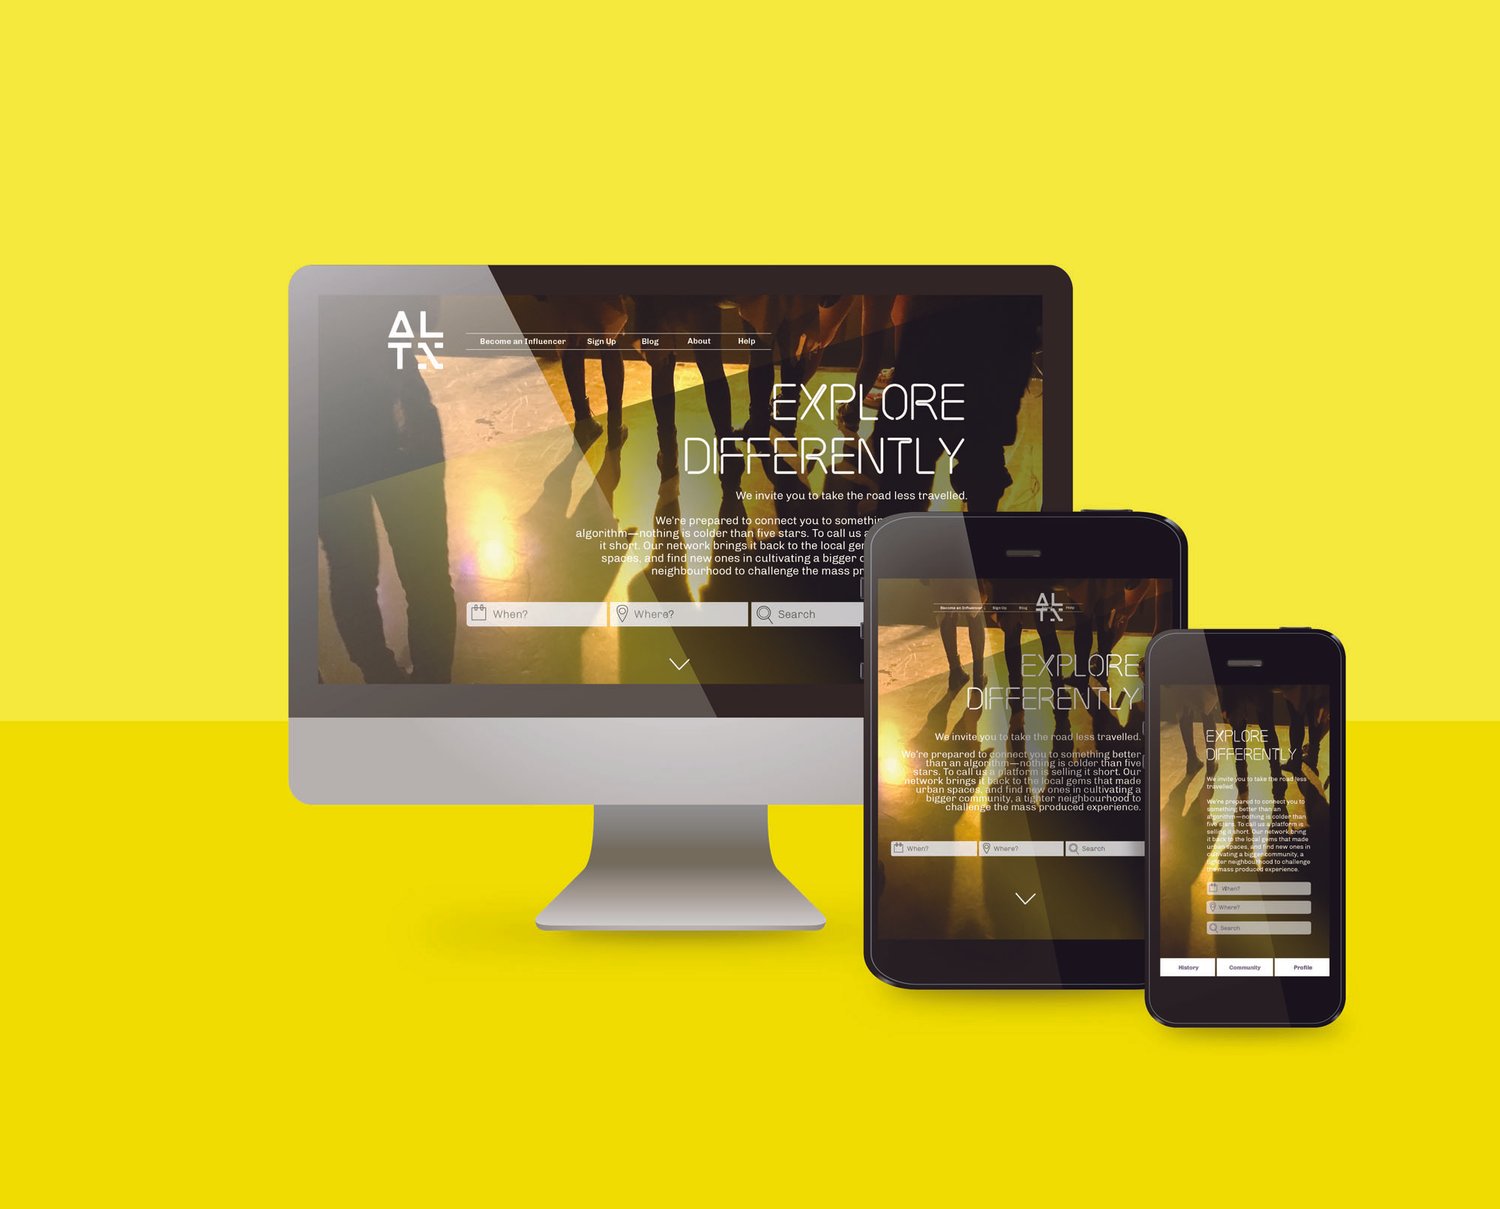 AL
TX
Become an Influencer Sign Up Blog About Help
EXPLORE
DIFFERENTLY
We invite you to take the road less travelled.
We're prepared to connect you to
algorithm—nothing is colder than five stars. To call us
it short. Our network brings it back to the local
spaces, and find new ones in cultivating a bigger
neighbourhood to challenge the mass
When? Where? Search
Become an Influencer Sign Up Blog Help
AL
TX
EXPLORE
DIFFERENTLY
We invite you to take the road less travelled.
We're prepared to connect you to something better
than an algorithm—nothing is colder than five
stars. To call us a platform is selling it short. Our
network brings it back to the local gems that made
urban spaces, and find new ones in cultivating a
bigger community, a tighter neighbourhood to
challenge the mass produced experience.
When? Where? Search
EXPLORE
DIFFERENTLY
We invite you to take the road less
travelled.
We're prepared to connect you to
something better than an
algorithm—nothing is colder than
five stars. To call us a platform is
selling it short. Our network bring
it back to the local gems that made
urban spaces, and find new ones in
cultivating a bigger community, a
tighter neighbourhood to challenge
the mass produced experience.
When?
Where?
Search
History Community Profile